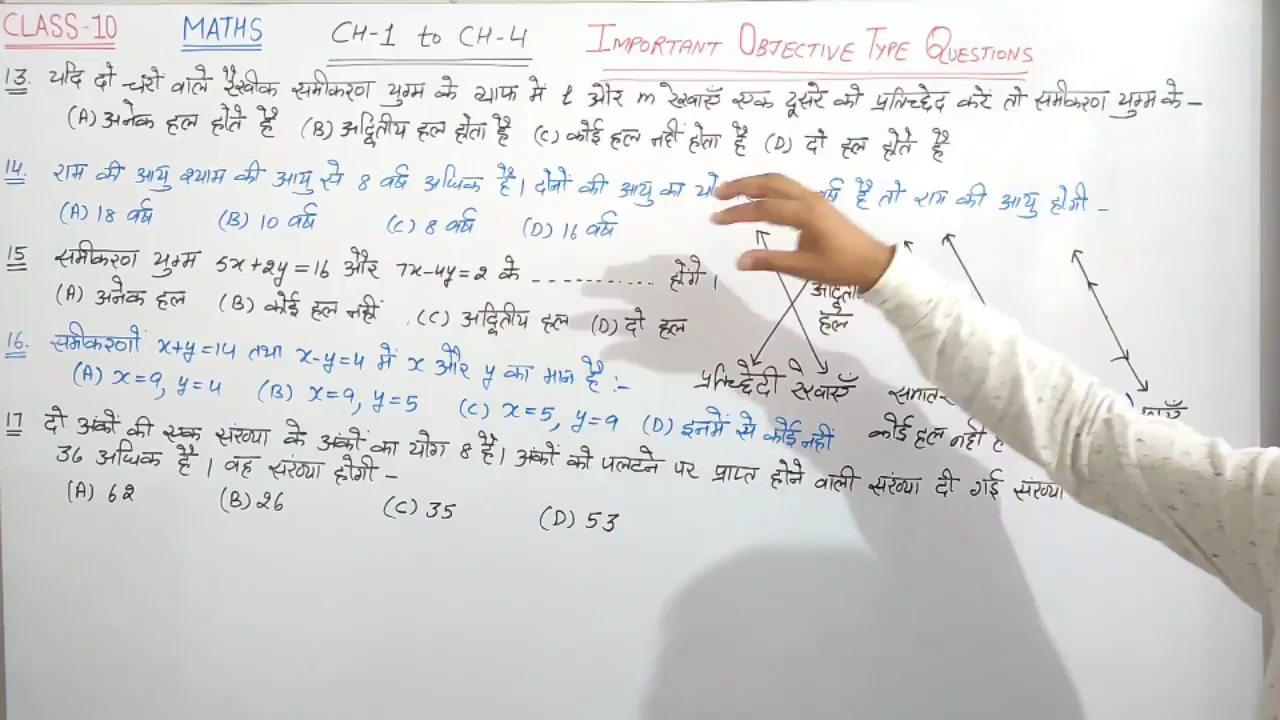 CLASS-10 MATHS CH-1 to CH-4 IMPORTANT OBJECTIVE TYPE QUESTIONS
13. यदि दो चरों वाले रैखीक समीकरण युग्म के ग्राफ में l और m रेखाएँ एक दूसरे को प्रतिच्छेद करें तो समीकरण युग्म के –
(A) अनेक हल होते है (B) अद्वितीय हल होता है (C) कोई हल नहीं होता है (D) दो हल होते है
14. राम की आयु श्याम की आयु से 8 वर्ष अधिक है। दोनों की आयु का है तो राम की आयु होगी –
(A) 18 वर्ष (B) 10 वर्ष (C) 8 वर्ष (D) 16 वर्ष
15 समीकरण युग्म 5x+2y=16 और 7x-4y=2 के ------------ होगे।
(A) अनेक हल (B) कोई हल नहीं (C) अद्वितीय हल (D) दो हल
हल
16. समीकरणों x+y=14 तथा x-y=4 में x और y का मान है :-
(A) x=9, y=4 (B) x=9, y=5 (C) x=5, y=9 (D) इनमें से कोई नहीं
प्रतिच्छेदी रेखाएँ
कोई हल नहीं
17 दो अंकों की एक संख्या के अंकों का योग 8 है। अंकों को पलटने पर प्राप्त होने वाली संख्या दी गई संख्या
36 अधिक है। वह संख्या होगी –
(A) 62 (B) 26 (C) 35 (D) 53